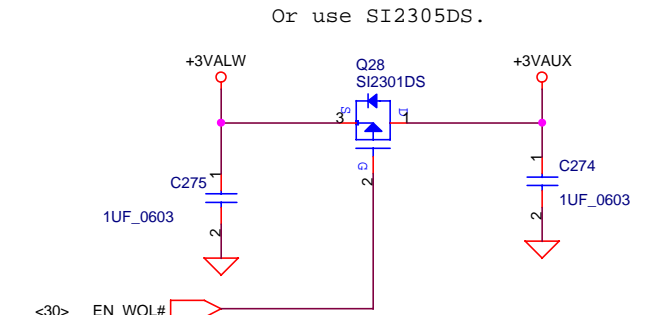 Or use SI2305DS.
+3VALW
Q28
SI2301DS
+3VAUX
S
D
3
1
G
2
1
C275
1UF_0603
2
1
C274
1UF_0603
2
<30> EN_WOL#